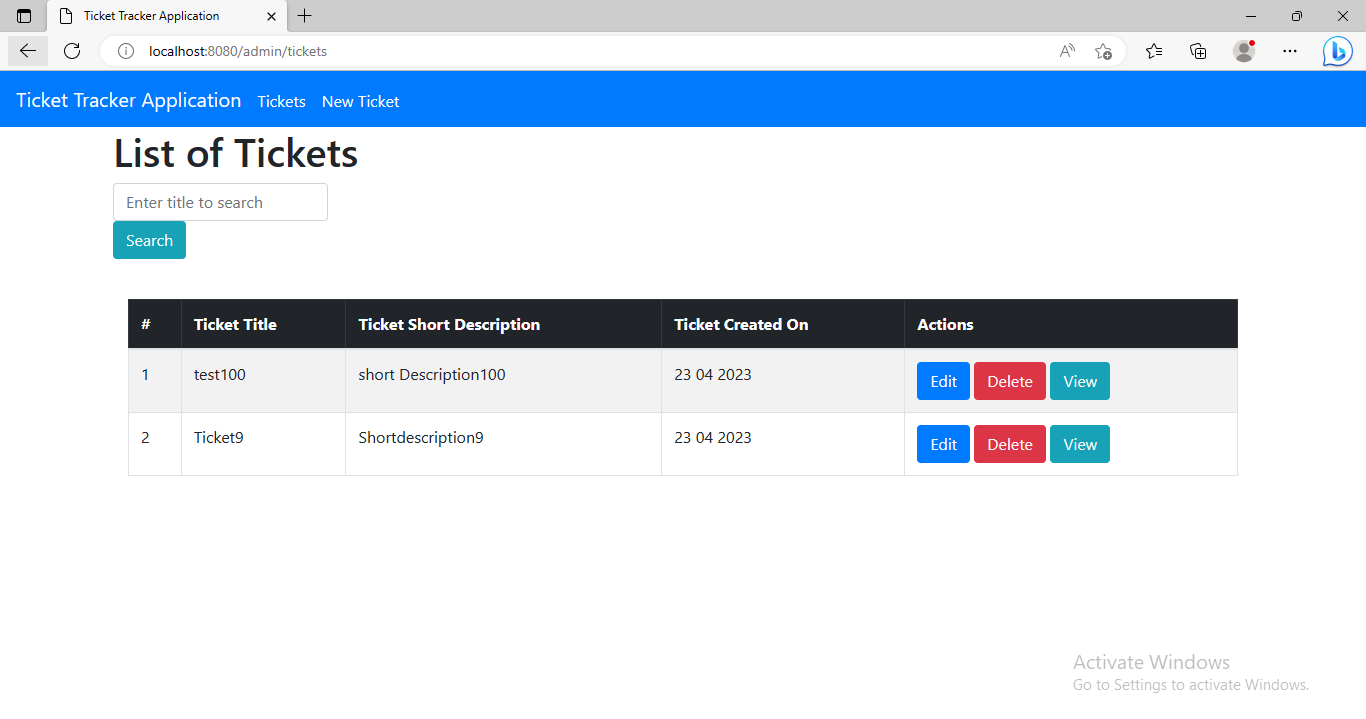 Ticket Tracker Application
localhost:8080/admin/tickets
Ticket Tracker Application Tickets New Ticket
List of Tickets
Enter title to search
Search
# Ticket Title Ticket Short Description Ticket Created On Actions
1 test100 short Description100 23 04 2023 Edit Delete View
2 Ticket9 Shortdescription9 23 04 2023 Edit Delete View
Activate Windows
Go to Settings to activate Windows.